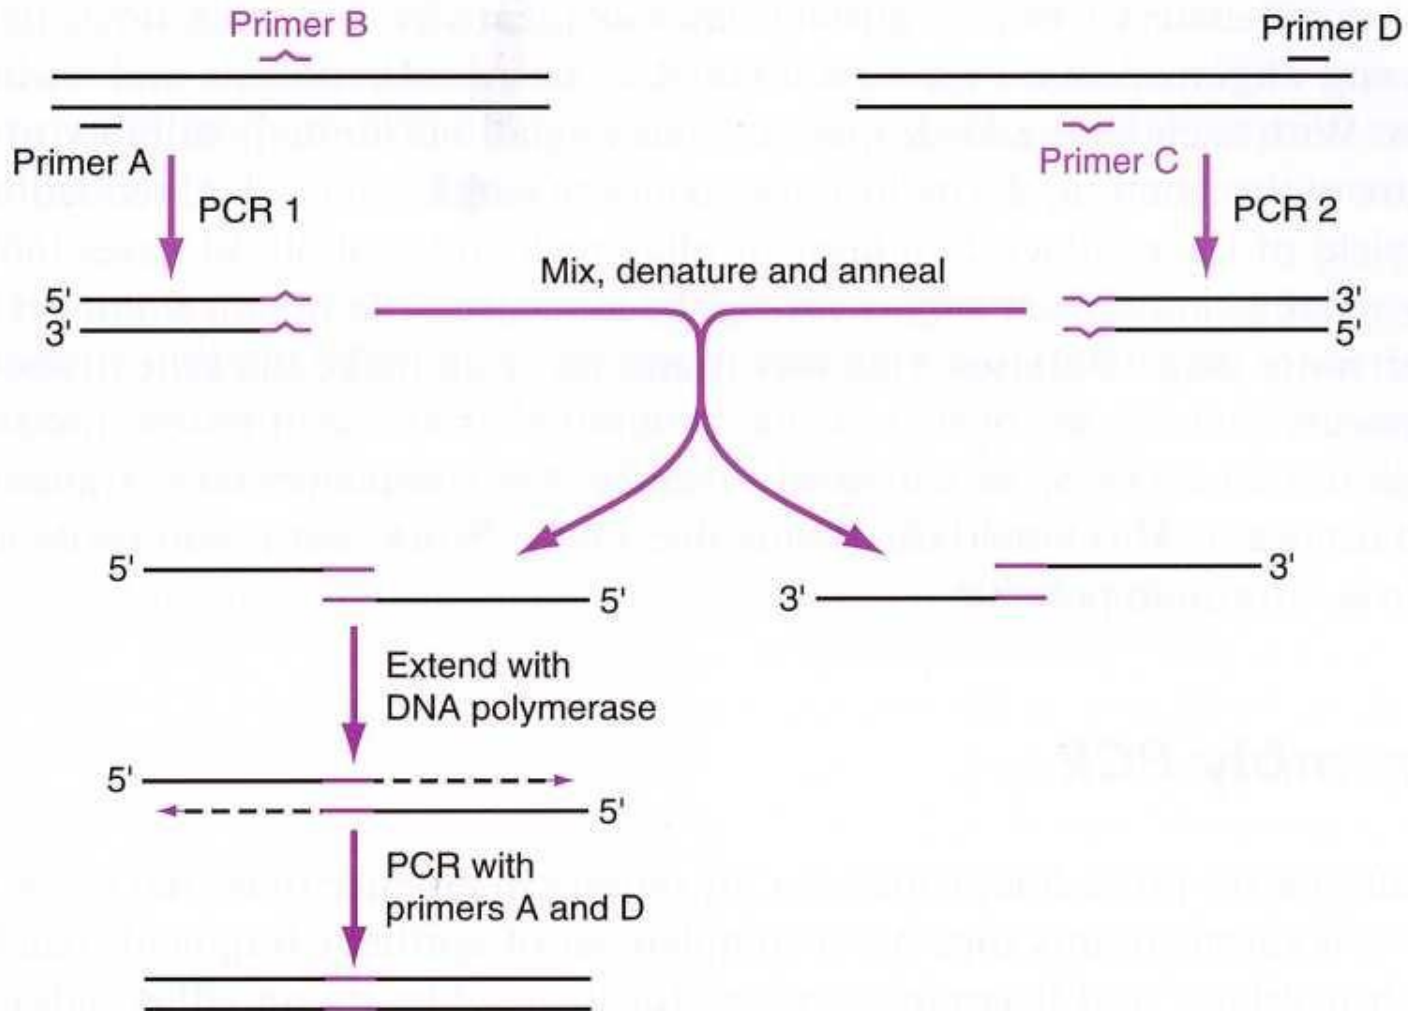 Primer B
Primer D
Primer A
PCR 1
Primer C
PCR 2
5'
3'
Mix, denature and anneal
3'
5'
5'
5'
3'
3'
Extend with
DNA polymerase
5'
5'
PCR with
primers A and D